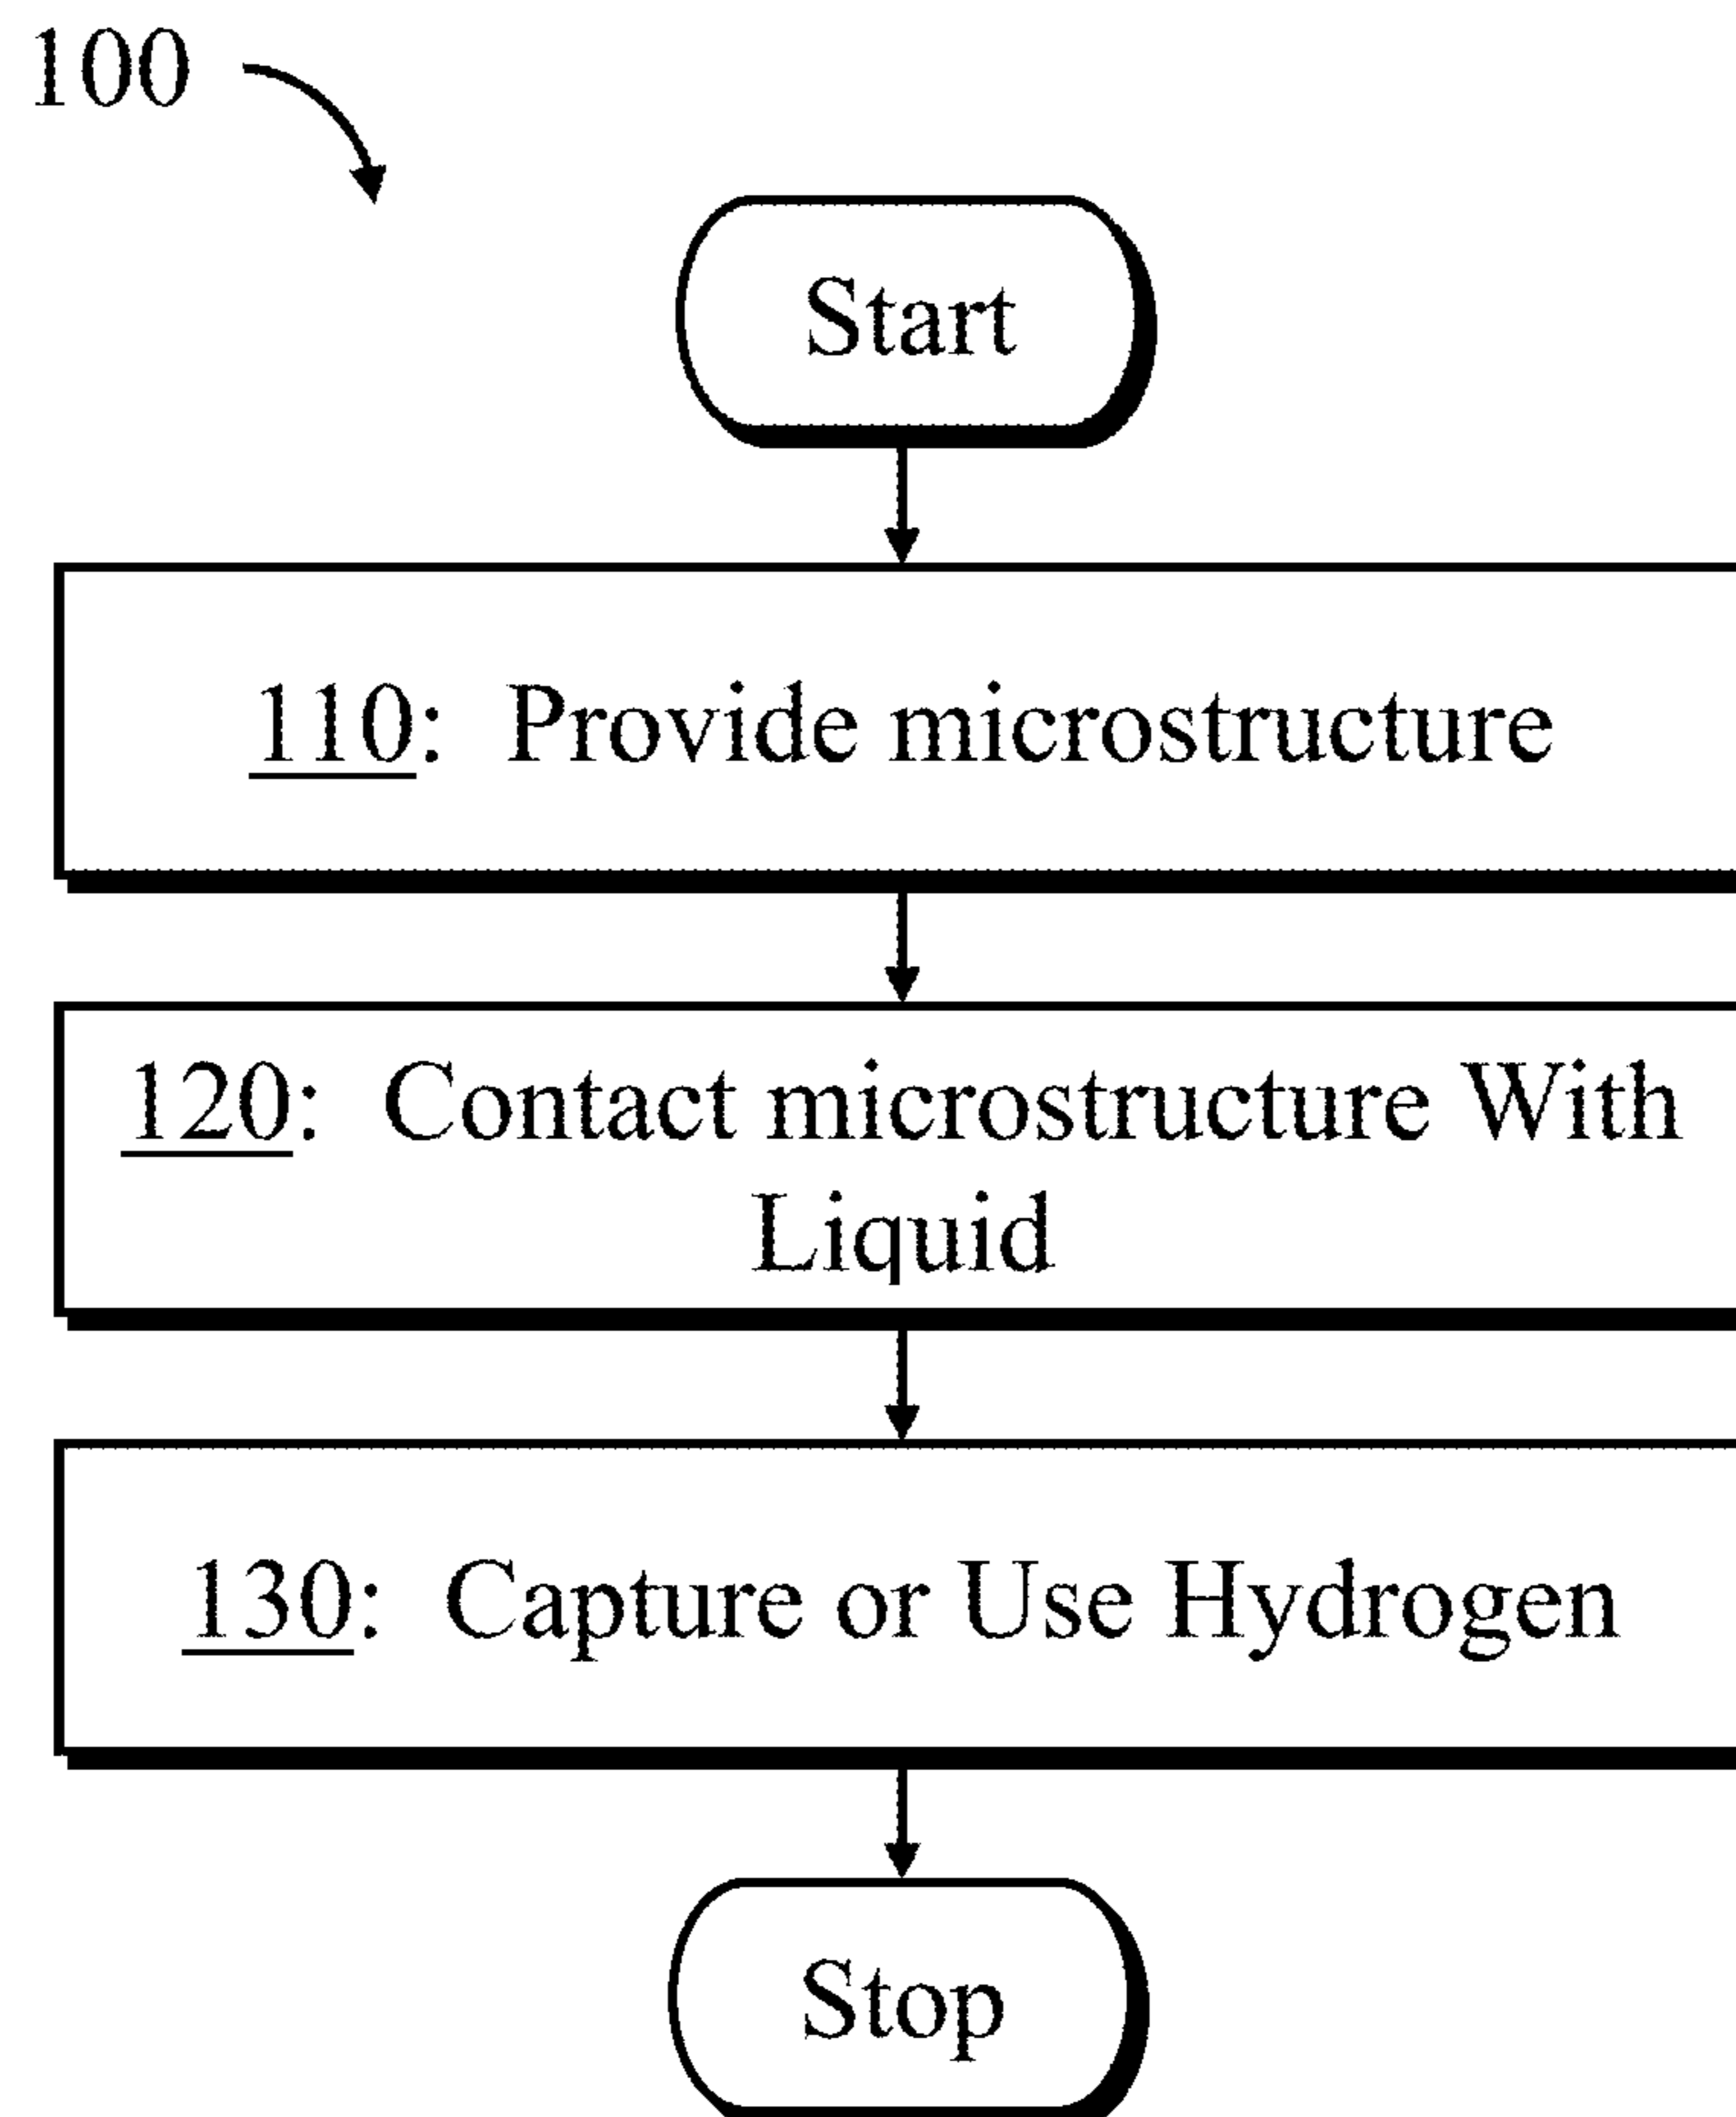 100
Start
110: Provide microstructure
120: Contact microstructure With
Liquid
130: Capture or Use Hydrogen
Stop